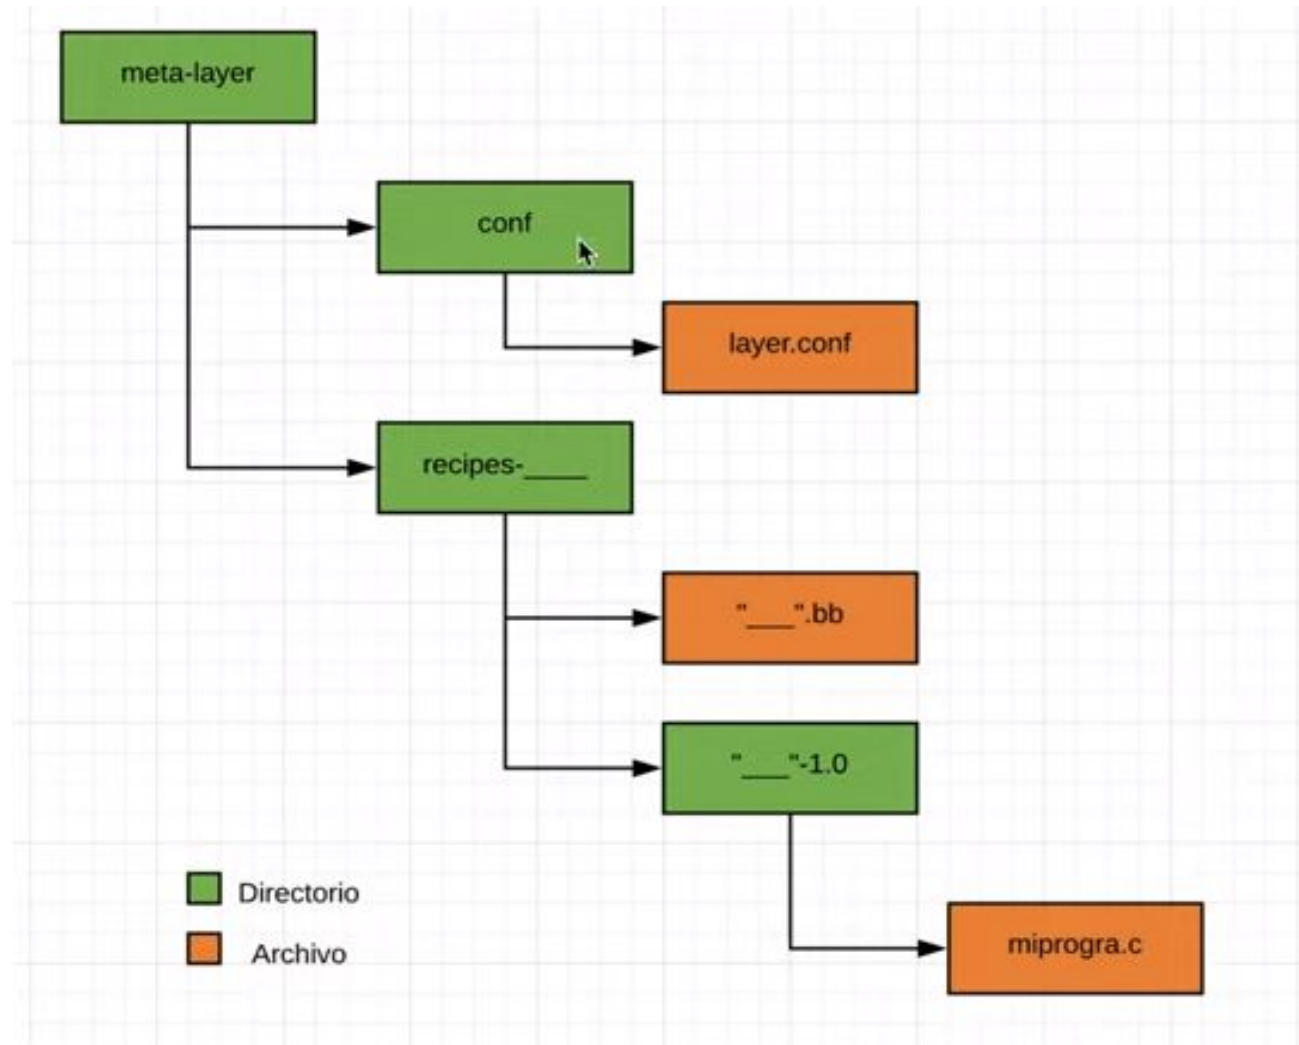 meta-layer
conf
layer.conf
recipes-____
"___".bb
"___"-1.0
Directorio
Archivo
miprogra.c